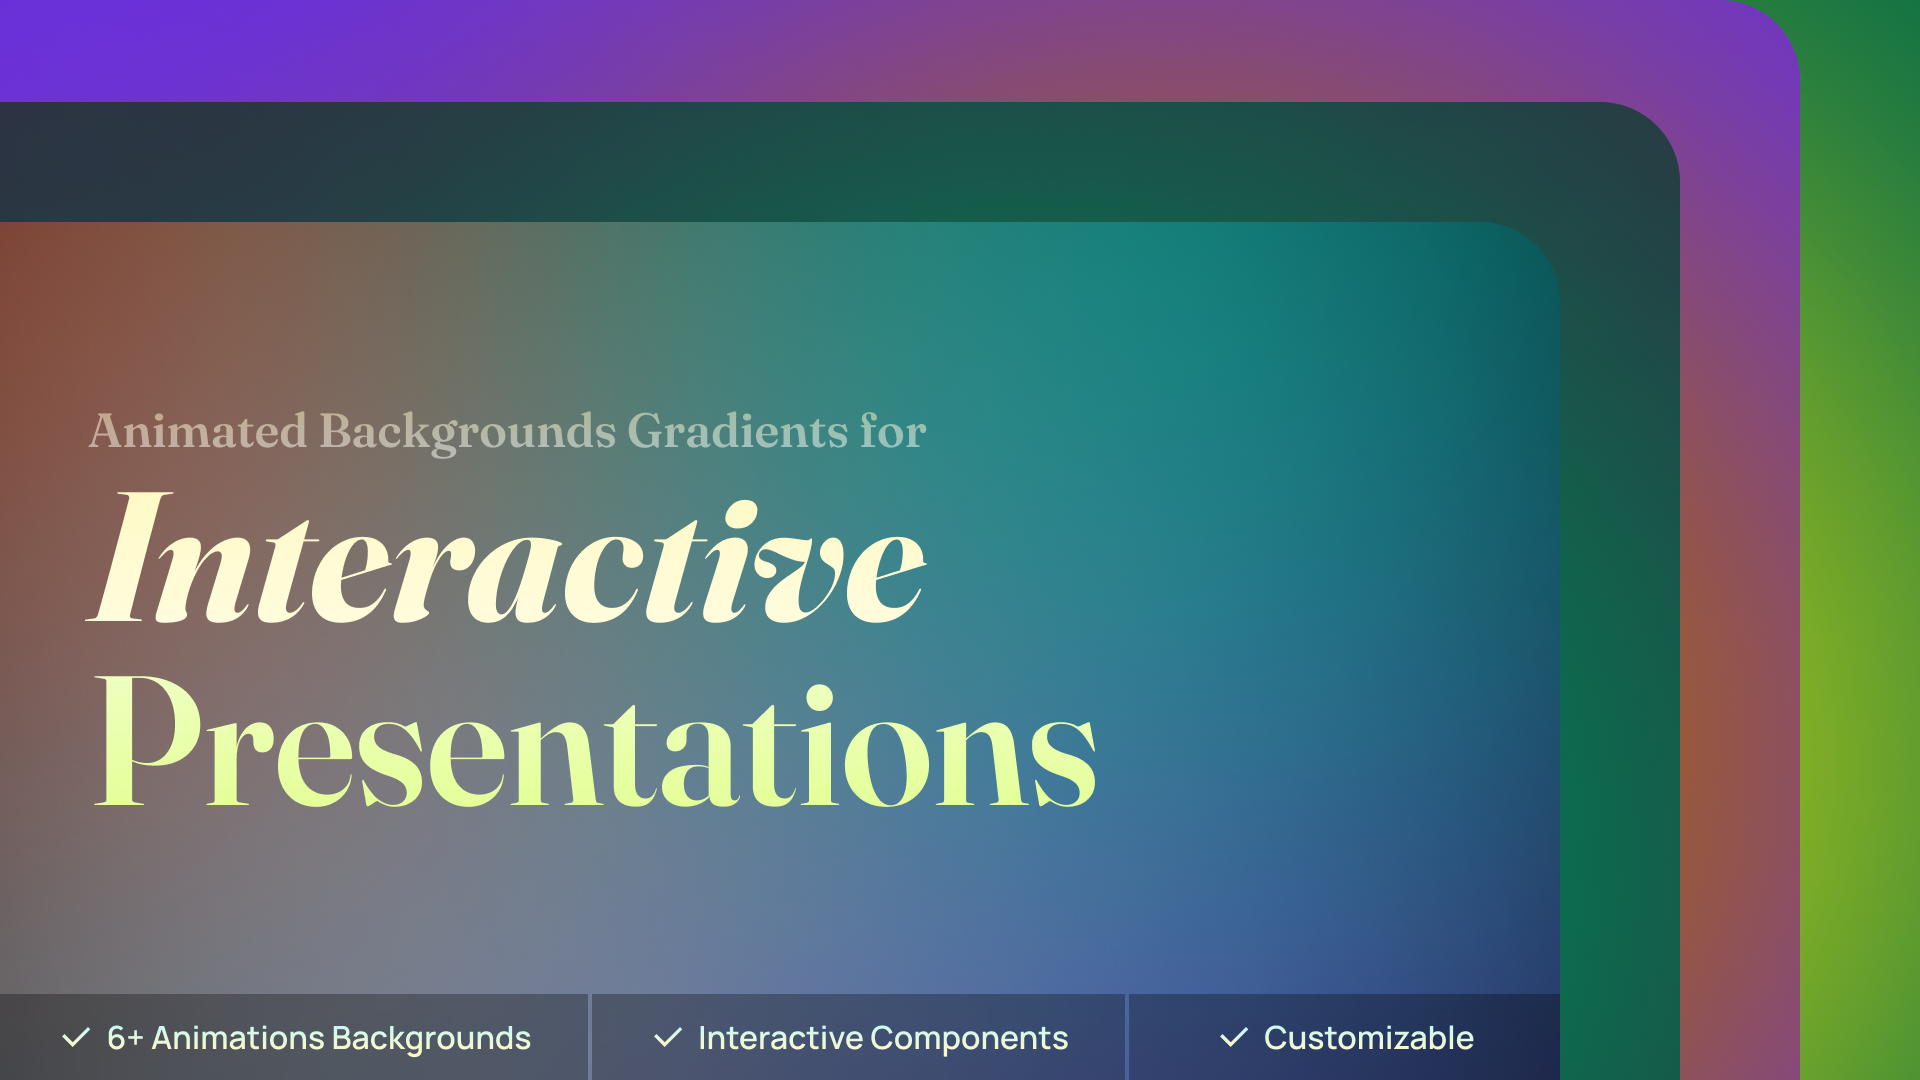 Animated Backgrounds Gradients for
Interactive
Presentations
6+ Animations Backgrounds
Interactive Components
Customizable